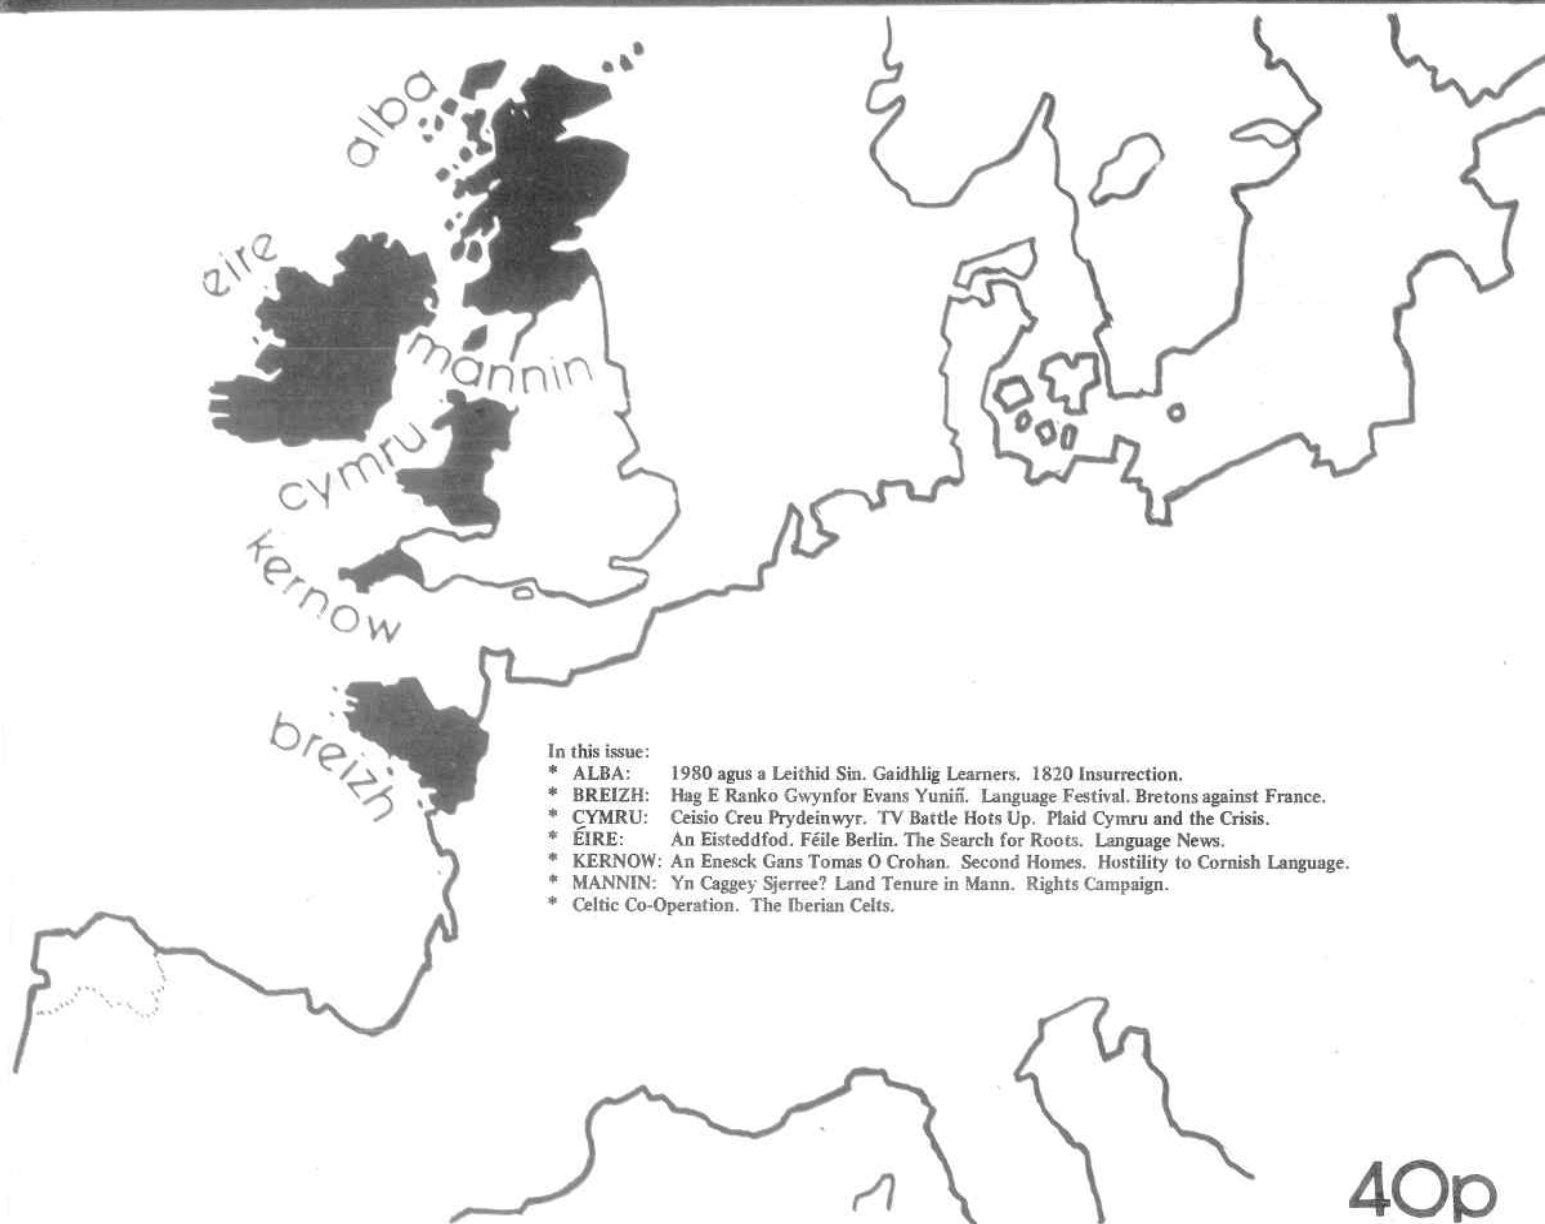 alba
eire
mannin
cymru
kernow
breizh
In this issue:
* ALBA: 1980 agus a Leithid Sin. Gaidhlig Learners. 1820 Insurrection.
* BREIZH: Hag E Ranko Gwynfor Evans Yuniñ. Language Festival. Bretons against France.
* CYMRU: Ceisio Creu Prydeinwyr. TV Battle Hots Up. Plaid Cymru and the Crisis.
* ÉIRE: An Eisteddfod. Féile Berlin. The Search for Roots. Language News.
* KERNOW: An Enesck Gans Tomas O Crohan. Second Homes. Hostility to Cornish Language.
* MANNIN: Yn Caggey Sjerree? Land Tenure in Mann. Rights Campaign.
* Celtic Co-Operation. The Iberian Celts.
40p